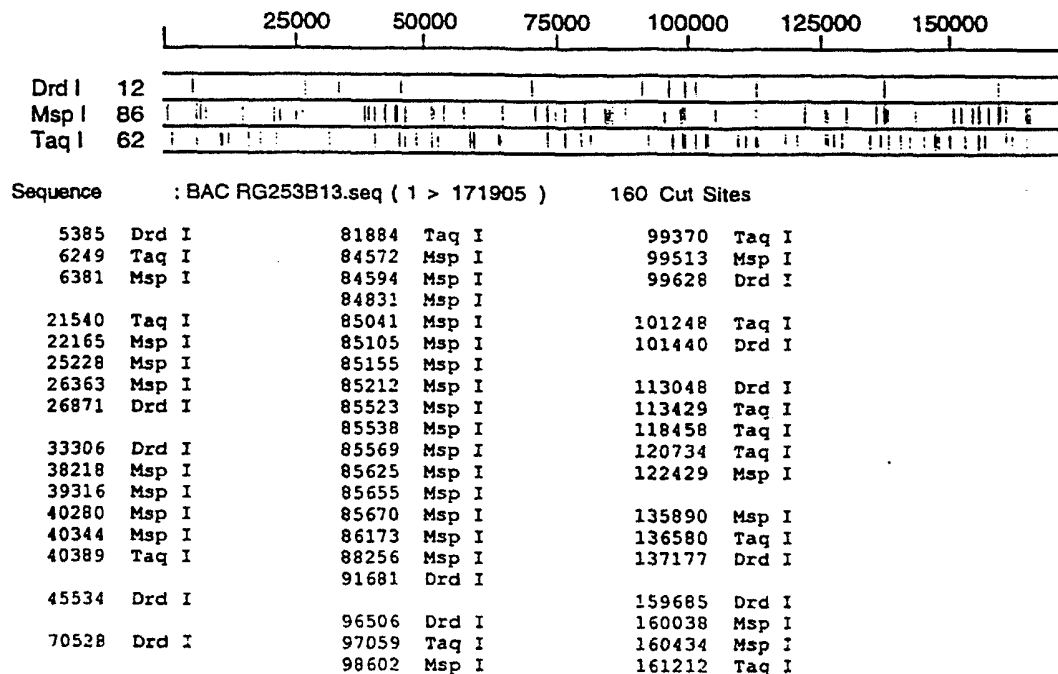 25000 50000 75000 100000 125000 150000
Drd I 12
Msp I 86
Taq I 62
Sequence : BAC RG253B13.seq ( 1 > 171905 ) 160 Cut Sites
5385 Drd I
6249 Taq I
6381 Msp I
21540 Taq I
22165 Msp I
25228 Msp I
26363 Msp I
26871 Drd I
33306 Drd I
38218 Msp I
39316 Msp I
40280 Msp I
40344 Msp I
40389 Taq I
45534 Drd I
70528 Drd I
81884 Taq I
84572 Msp I
84594 Msp I
84831 Msp I
85041 Msp I
85105 Msp I
85155 Msp I
85212 Msp I
85523 Msp I
85538 Msp I
85569 Msp I
85625 Msp I
85655 Msp I
85670 Msp I
86173 Msp I
88256 Msp I
91681 Drd I
96506 Drd I
97059 Taq I
98602 Msp I
99370 Taq I
99513 Msp I
99628 Drd I
101248 Taq I
101440 Drd I
113048 Drd I
113429 Taq I
118458 Taq I
120734 Taq I
122429 Msp I
135890 Msp I
136580 Taq I
137177 Drd I
159685 Drd I
160038 Msp I
160434 Msp I
161212 Taq I